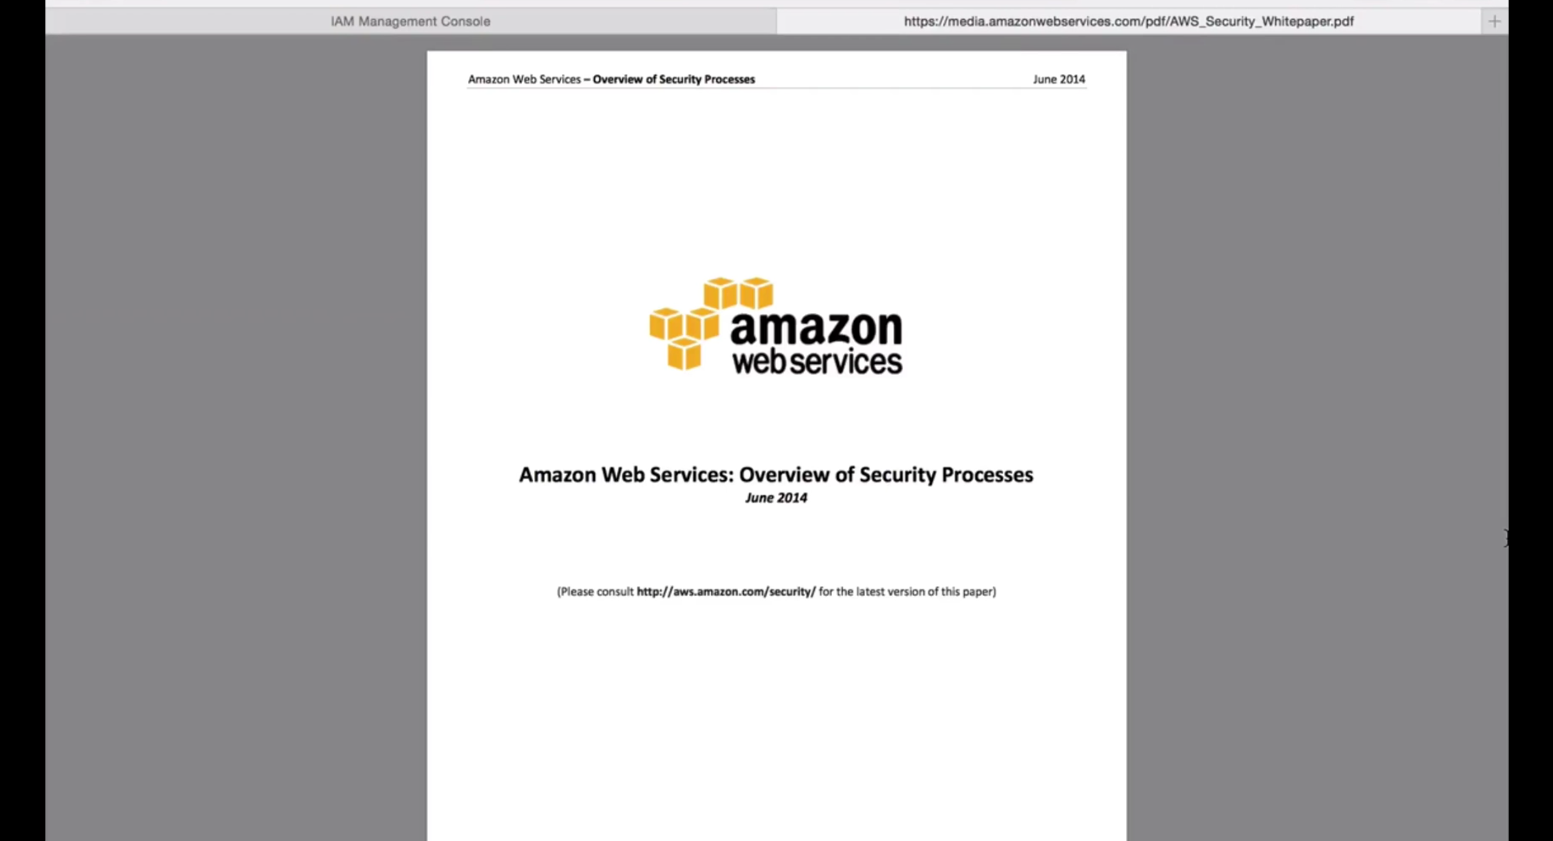 IAM Management Console
https://media.amazonwebservices.com/pdf/AWS_Security_Whitepaper.pdf
Amazon Web Services – Overview of Security Processes
June 2014
amazon
webservices
Amazon Web Services: Overview of Security Processes
June 2014
(Please consult http://aws.amazon.com/security/ for the latest version of this paper)